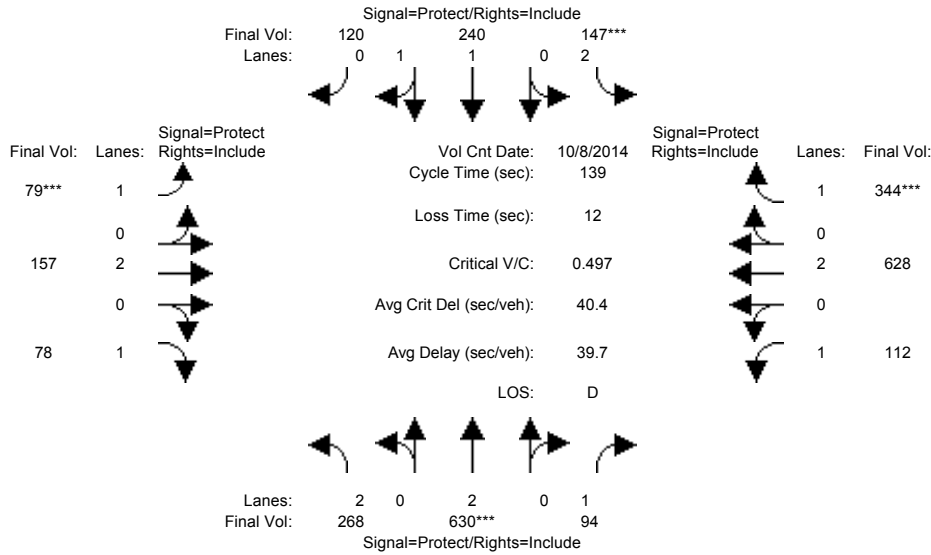 Signal=Protect/Rights=Include
Final Vol: 120 240 147***
Lanes: 0 1 1 0 2
Signal=Protect Signal=Protect
Final Vol: Lanes: Rights=Include Vol Cnt Date: 10/8/2014 Rights=Include Lanes: Final Vol:
Cycle Time (sec): 139
79*** 1 1 344***
Loss Time (sec): 12
0 0
157 2 Critical V/C: 0.497 2 628
0 Avg Crit Del (sec/veh): 40.4 0
78 1 Avg Delay (sec/veh): 39.7 1 112
LOS: D
Lanes: 2 0 2 0 1
Final Vol: 268 630*** 94
Signal=Protect/Rights=Include